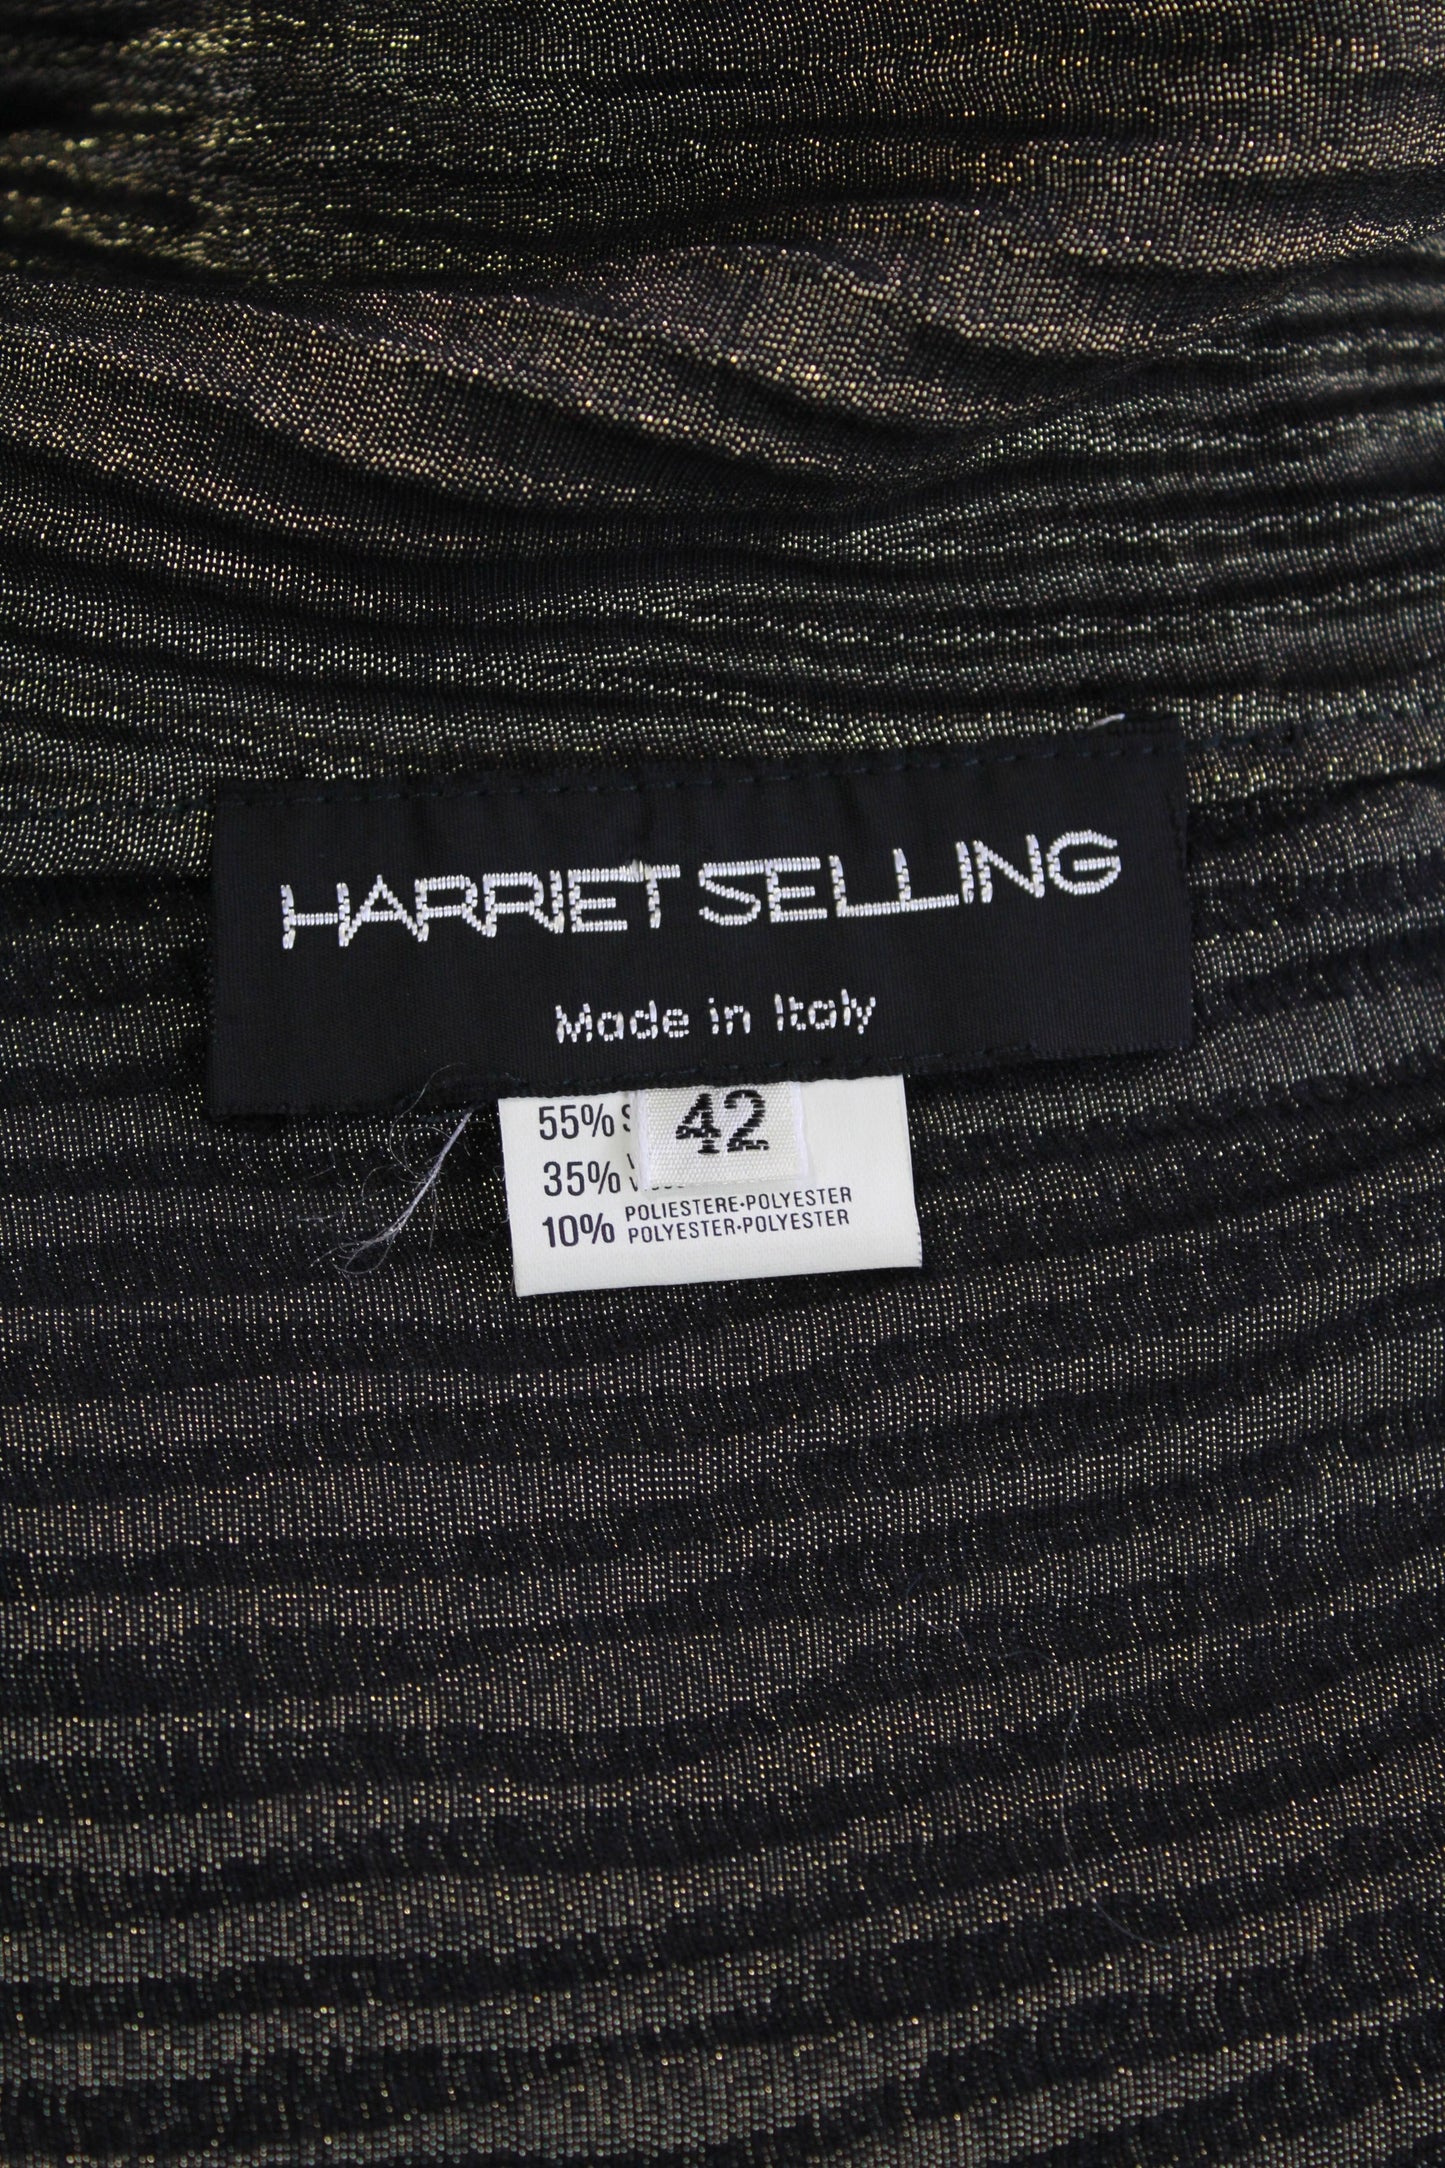 HARRIET SELLING
Made in Italy
42
55%
35%
10% POLIESTERE·POLYESTER
POLYESTER·POLYESTER